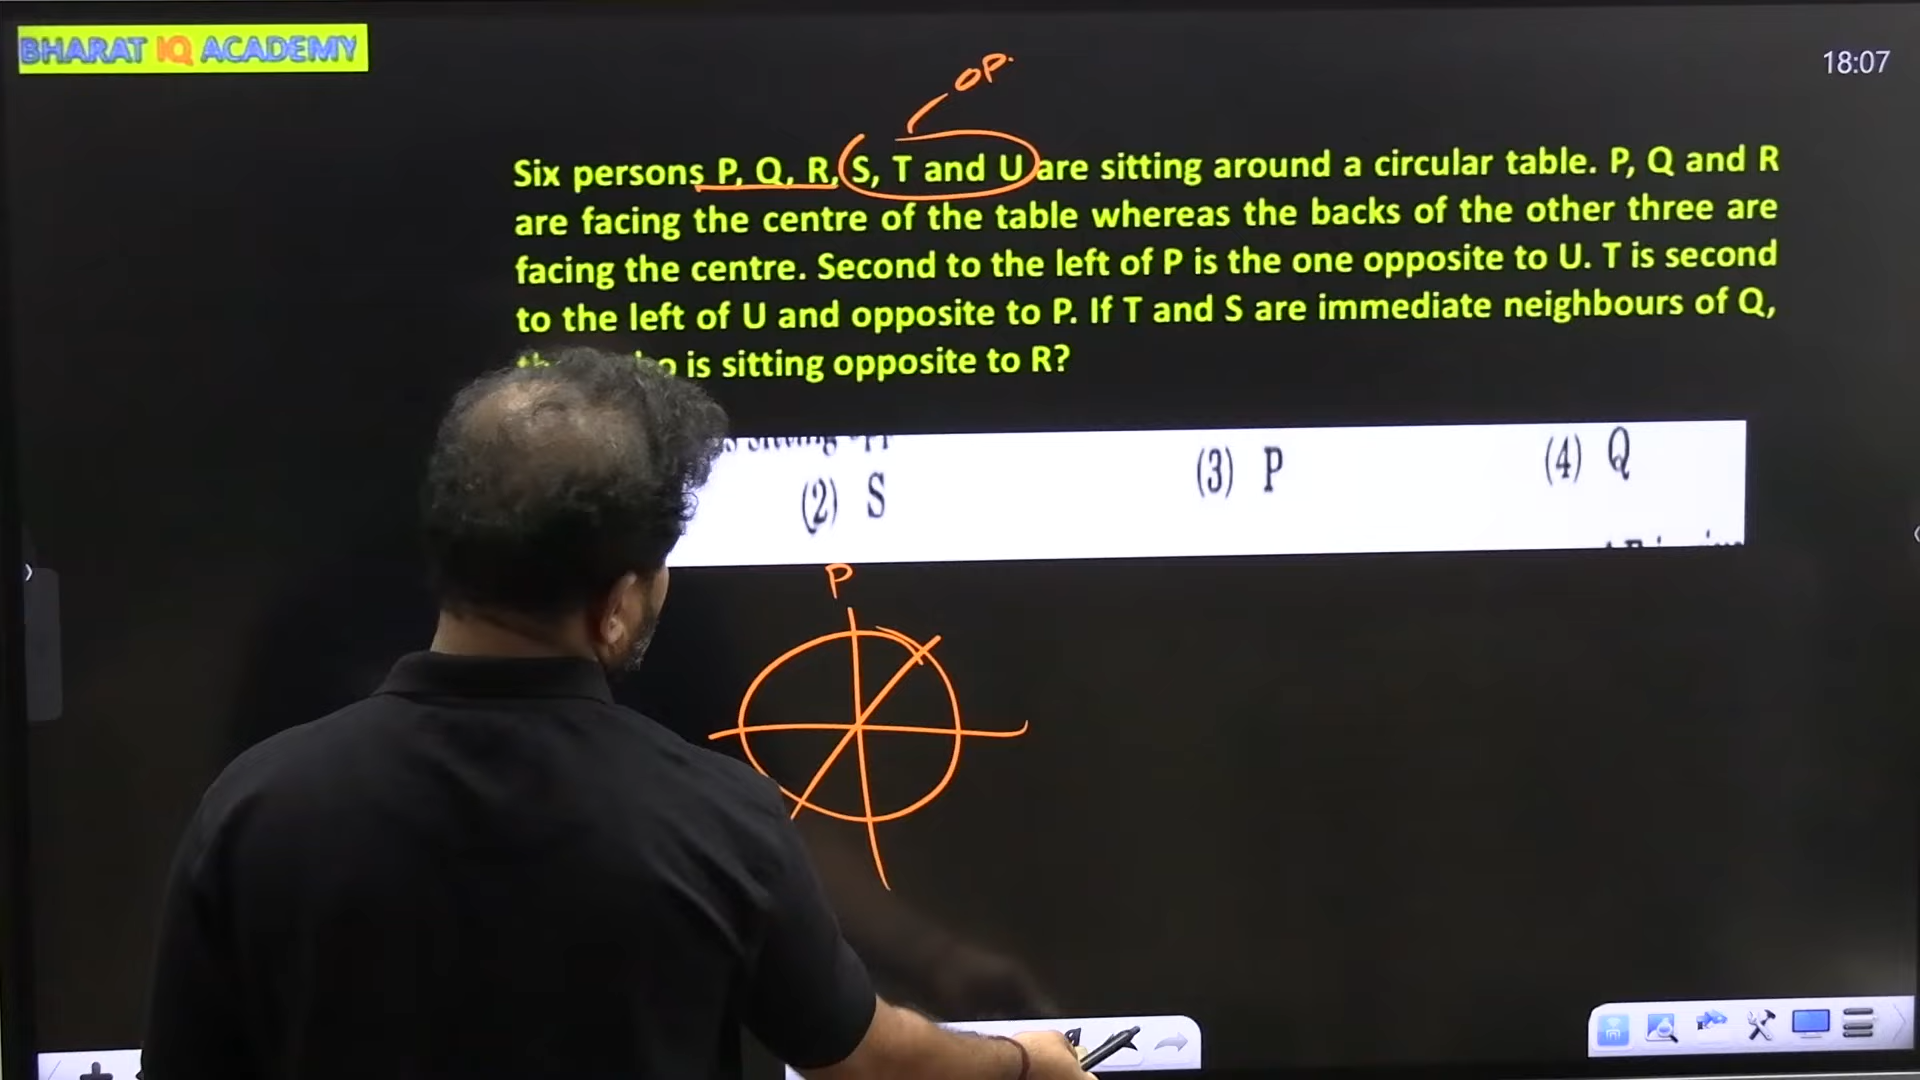 BHARAT IQ ACADEMY
18:07
OP.
Six persons P, Q, R, S, T and U are sitting around a circular table. P, Q and R
are facing the centre of the table whereas the backs of the other three are
facing the centre. Second to the left of P is the one opposite to U. T is second
to the left of U and opposite to P. If T and S are immediate neighbours of Q,
is sitting opposite to R?
(2) S (3) P (4) Q
P